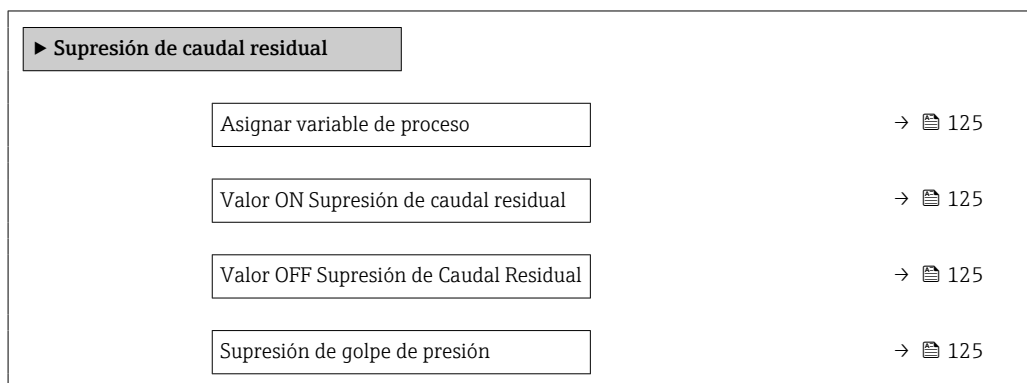 ▶ Supresión de caudal residual
Asignar variable de proceso → 125
Valor ON Supresión de caudal residual → 125
Valor OFF Supresión de Caudal Residual → 125
Supresión de golpe de presión → 125